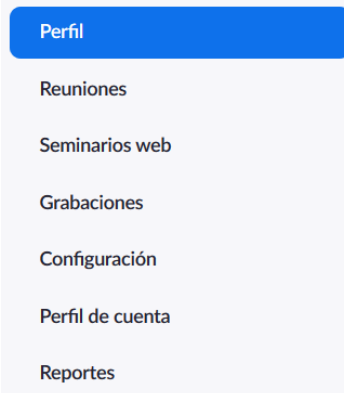 Perfil
Reuniones
Seminarios web
Grabaciones
Configuración
Perfil de cuenta
Reportes